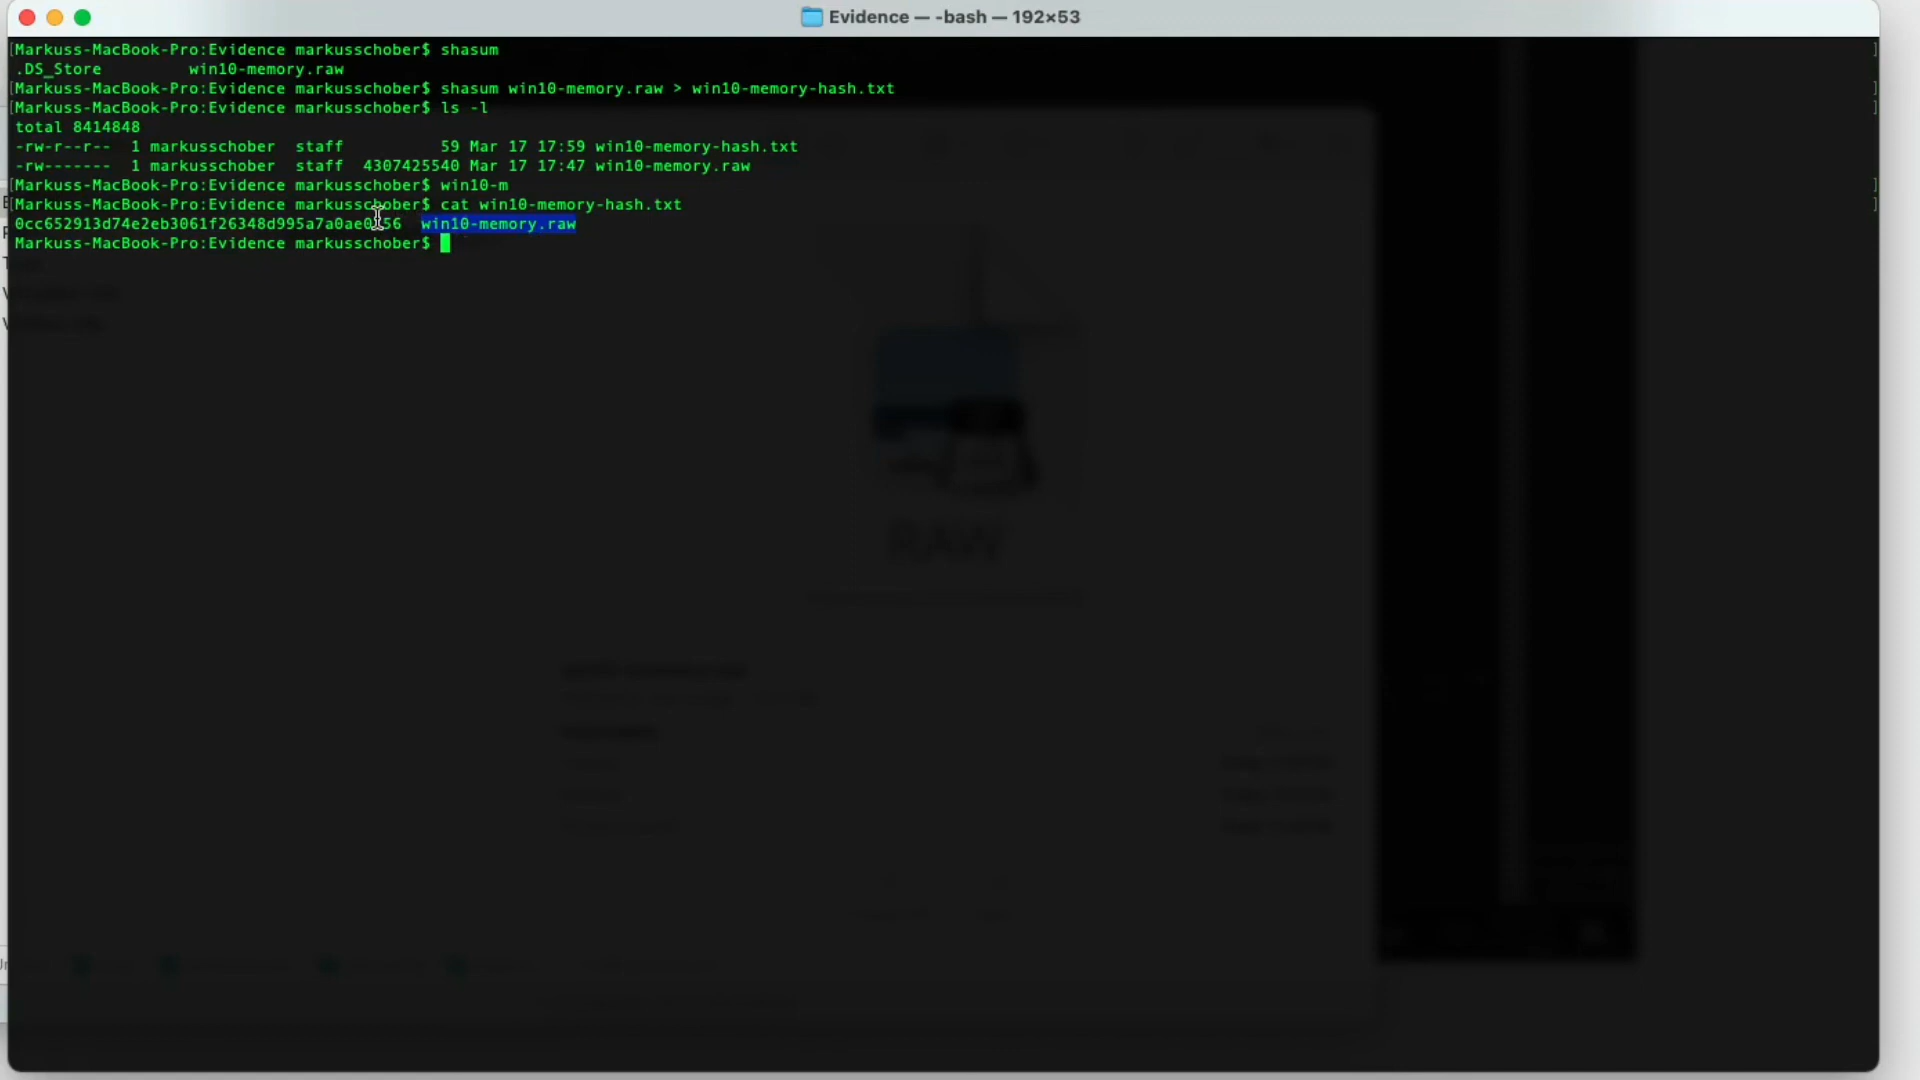 Evidence — -bash — 192×53
[Markuss-MacBook-Pro:Evidence markusschober$ shasum ]
.DS_Store win10-memory.raw
[Markuss-MacBook-Pro:Evidence markusschober$ shasum win10-memory.raw > win10-memory-hash.txt ]
[Markuss-MacBook-Pro:Evidence markusschober$ ls -l ]
total 8414848
-rw-r--r-- 1 markusschober staff 59 Mar 17 17:59 win10-memory-hash.txt
-rw------- 1 markusschober staff 4307425540 Mar 17 17:47 win10-memory.raw
[Markuss-MacBook-Pro:Evidence markusschober$ win10-m ]
[Markuss-MacBook-Pro:Evidence markusschober$ cat win10-memory-hash.txt ]
win10-memory.raw
Markuss-MacBook-Pro:Evidence markusschober$
RAW